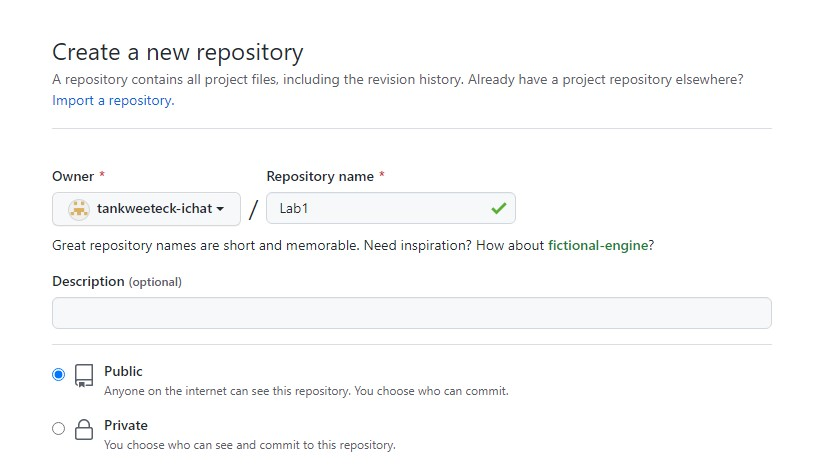 Create a new repository
A repository contains all project files, including the revision history. Already have a project repository elsewhere?
Import a repository.
Owner * Repository name *
tankweeteck-ichat / Lab1
Great repository names are short and memorable. Need inspiration? How about fictional-engine?
Description (optional)
Public
Anyone on the internet can see this repository. You choose who can commit.
Private
You choose who can see and commit to this repository.